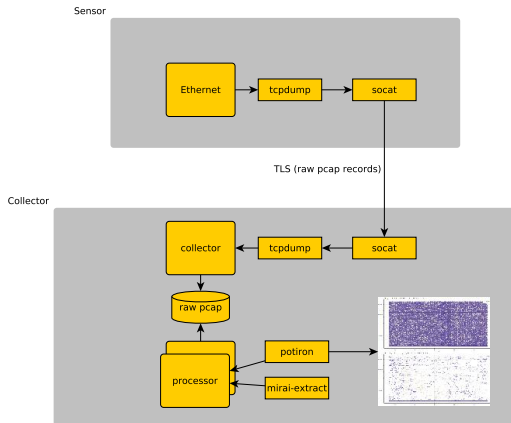 Sensor
Ethernet
tcpdump
socat
TLS (raw pcap records)
Collector
collector
tcpdump
socat
raw pcap
potiron
processor
mirai-extract